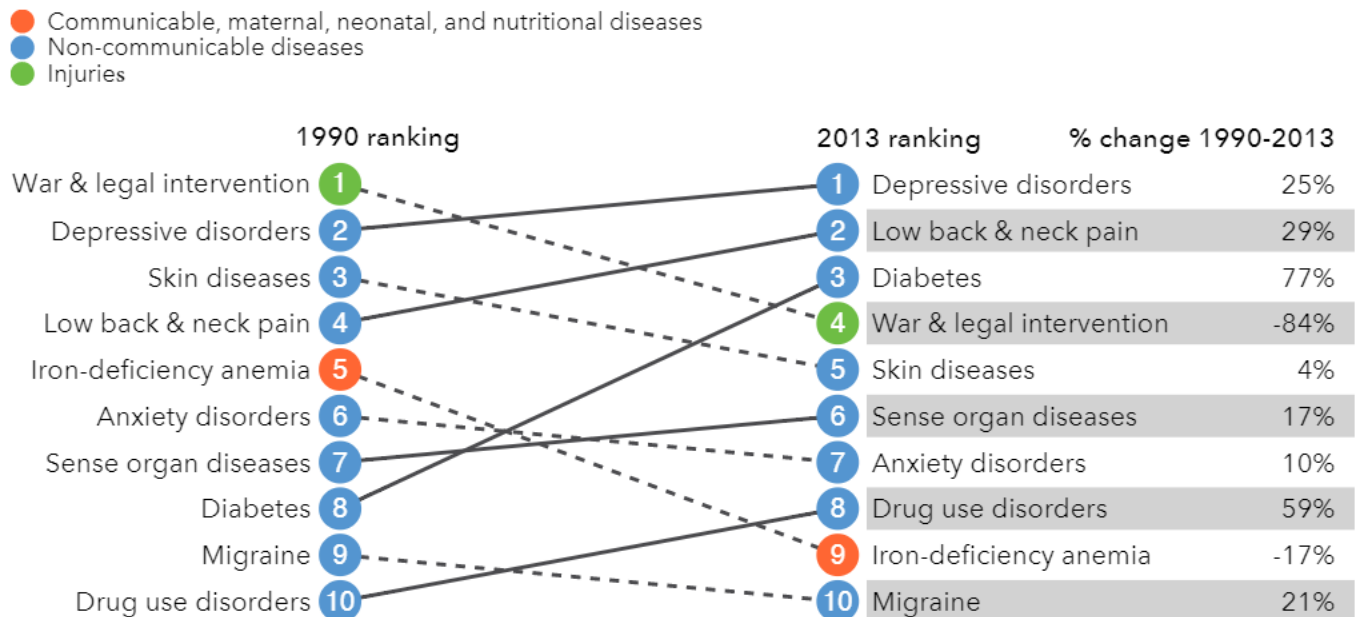 Communicable, maternal, neonatal, and nutritional diseases
Non-communicable diseases
Injuries
1990 ranking 2013 ranking % change 1990-2013
War & legal intervention 1 1 Depressive disorders 25%
Depressive disorders 2 2 Low back & neck pain 29%
Skin diseases 3 3 Diabetes 77%
Low back & neck pain 4 4 War & legal intervention -84%
Iron-deficiency anemia 5 5 Skin diseases 4%
Anxiety disorders 6 6 Sense organ diseases 17%
Sense organ diseases 7 7 Anxiety disorders 10%
Diabetes 8 8 Drug use disorders 59%
Migraine 9 9 Iron-deficiency anemia -17%
Drug use disorders 10 10 Migraine 21%